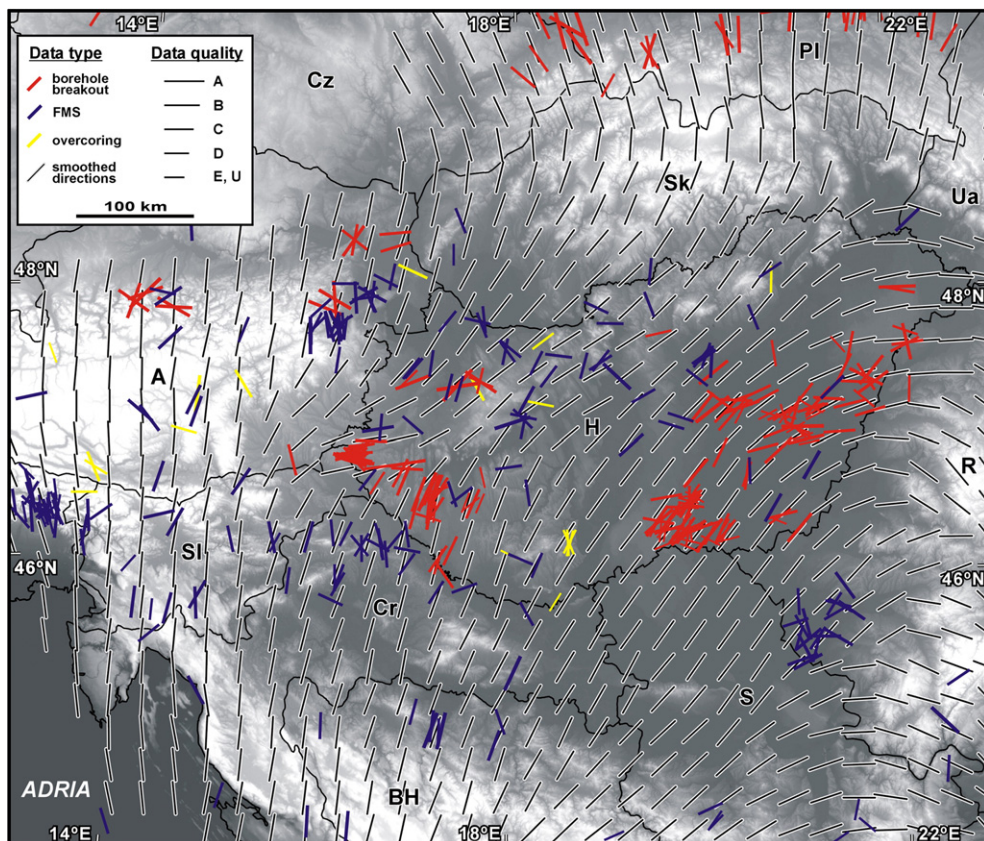 14°E
18°E
22°E
Data type
Data quality
borehole
breakout
FMS
overcoring
smoothed
directions
A
B
C
D
E, U
100 km
Cz
Pl
Sk
Ua
48°N
48°N
A
H
R
Sl
46°N
46°N
Cr
S
ADRIA
BH
14°E
18°E
22°E